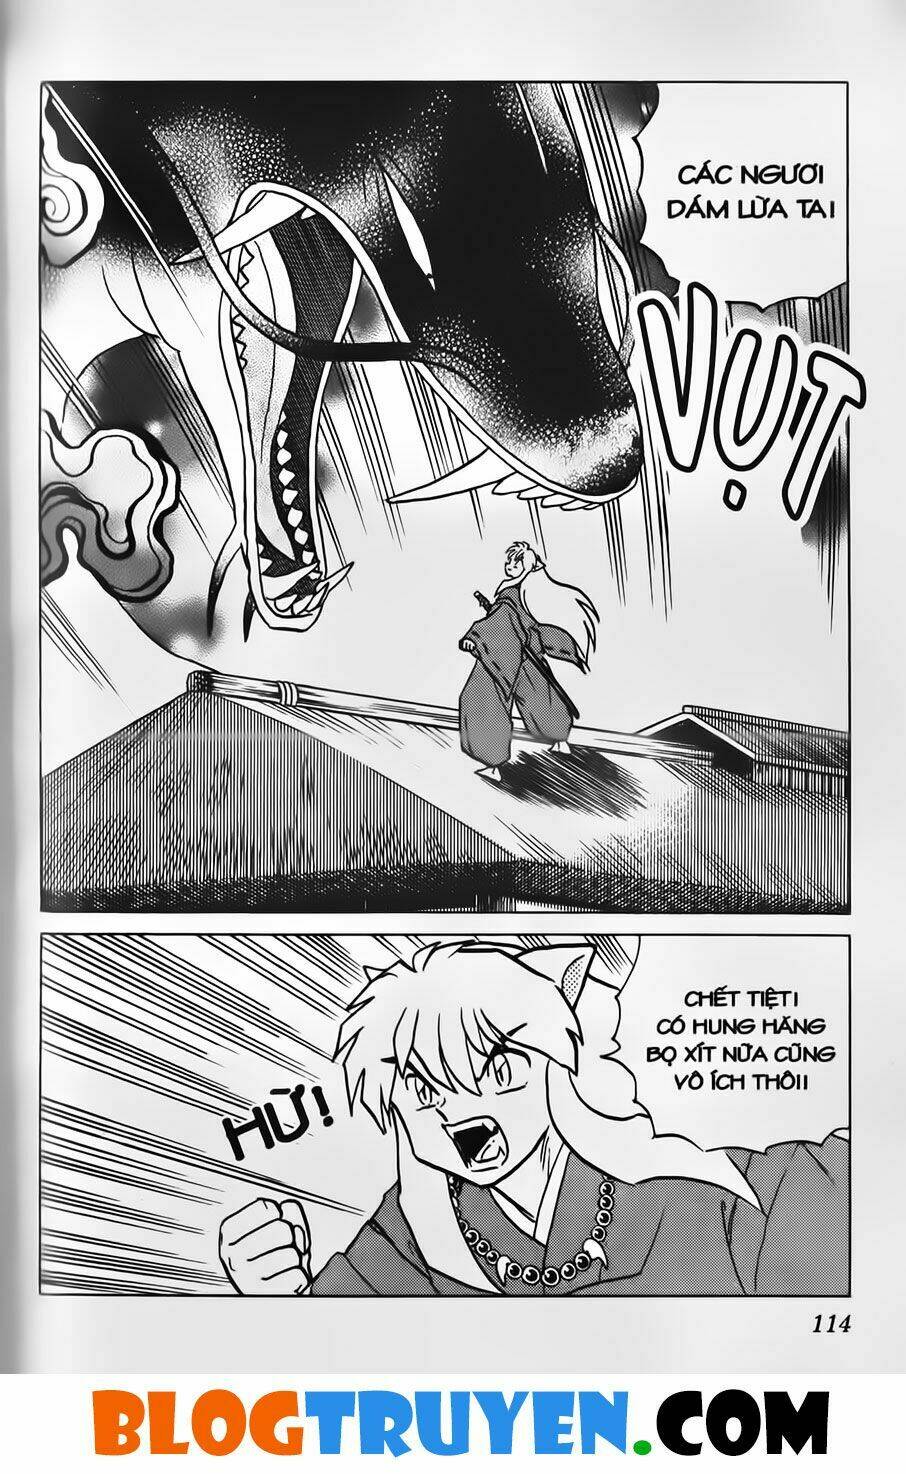 CÁC NGƯƠI
DÁM LỪA TA!
VỤT
CHẾT TIỆT!
CÓ HUNG HĂNG
BỌ XÍT NỮA CŨNG
VÔ ÍCH THÔI!
HỪ!
114
BLOGTRUYEN.COM